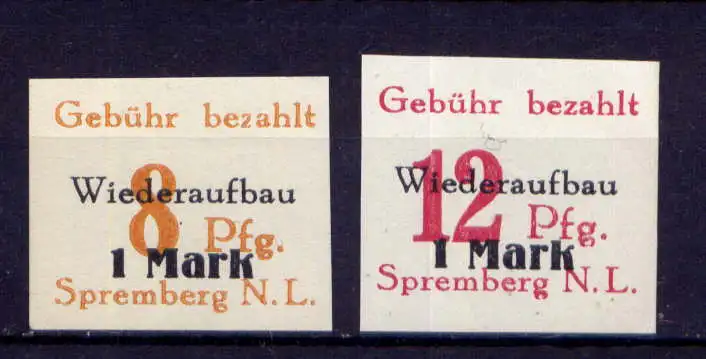 Gebühr bezahlt
Wiederaufbau
8 Pfg.
1 Mark
Spremberg N.L.
Gebühr bezahlt
Wiederaufbau
12 Pfg.
1 Mark
Spremberg N.L.